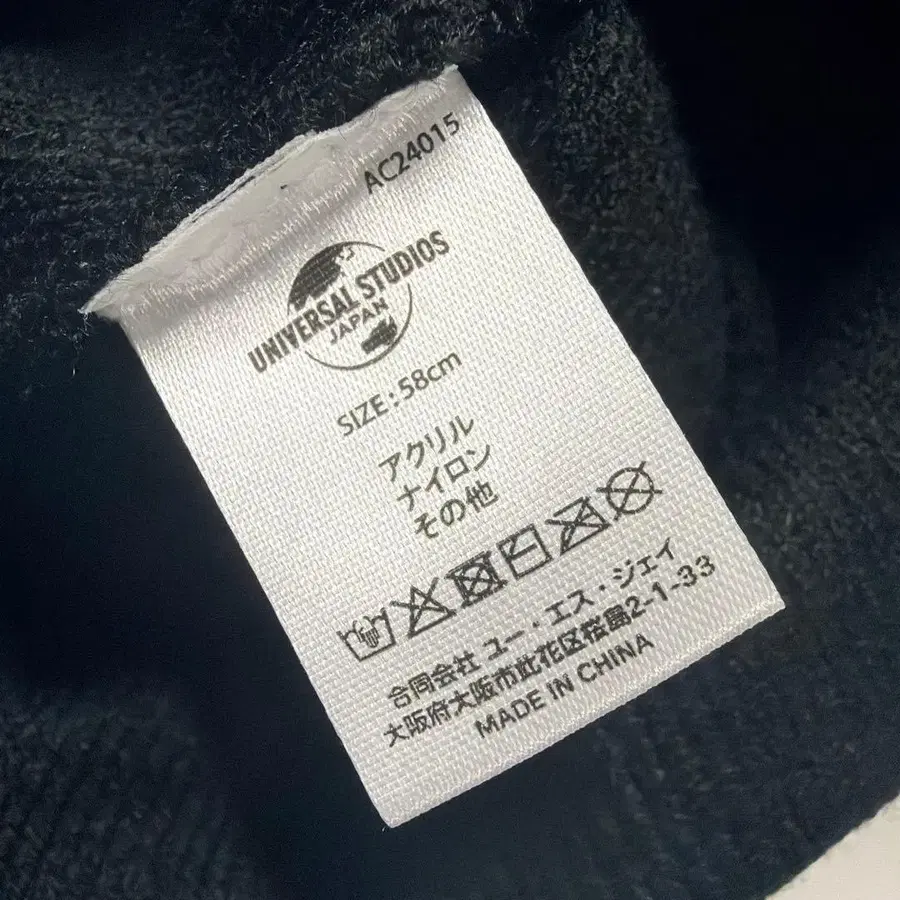 AC24015
UNIVERSAL STUDIOS
JAPAN
SIZE:58cm
アクリル
ナイロン
その他
合同会社 ユー・エス・ジェイ
大阪府大阪市此花区桜島2-1-33
MADE IN CHINA